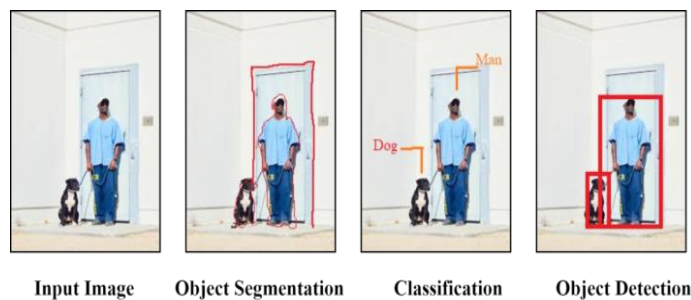 Man
Dog
Input Image
Object Segmentation
Classification
Object Detection